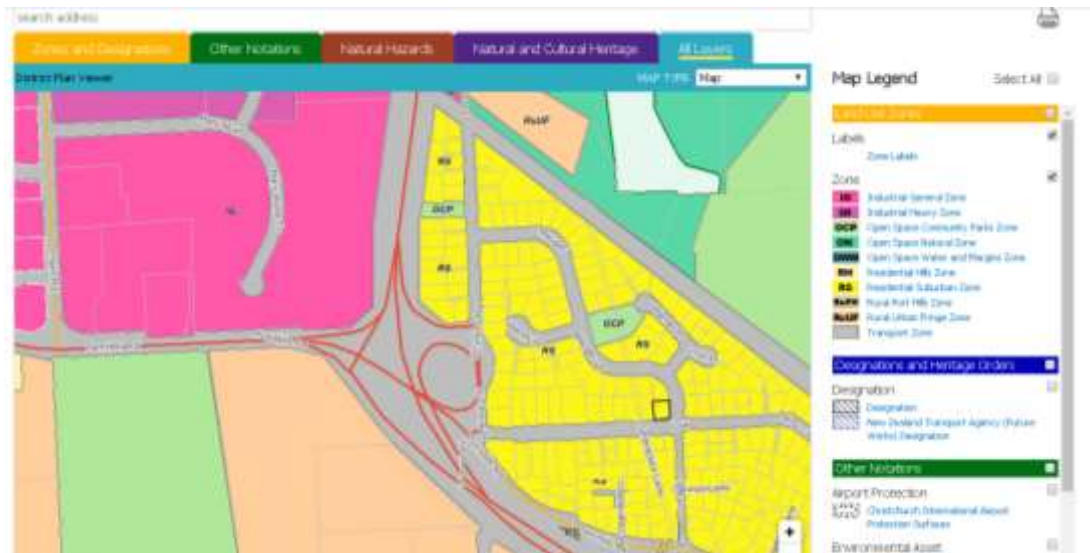 search address
Zones and Designations
Other Notations
Natural Hazards
Natural and Cultural Heritage
All Layers
District Plan Viewer
MAP TYPE
Map
RuUF
RS
OCP
RS
IG
OCP
RS
RS
RS
RS
Map Legend
Select All
Land Use Zones
Labels
Zone Labels
Zone
IG Industrial General Zone
IH Industrial Heavy Zone
OCP Open Space Community Parks Zone
ON Open Space Natural Zone
OWM Open Space Water and Margins Zone
RH Residential Hills Zone
RS Residential Suburban Zone
RuPH Rural Port Hills Zone
RuUF Rural Urban Fringe Zone
Transport Zone
Designations and Heritage Orders
Designation
Designation
New Zealand Transport Agency (Future
Works) Designation
Other Notations
Airport Protection
Christchurch International Airport
Protection Surfaces
Environmental Asset
+